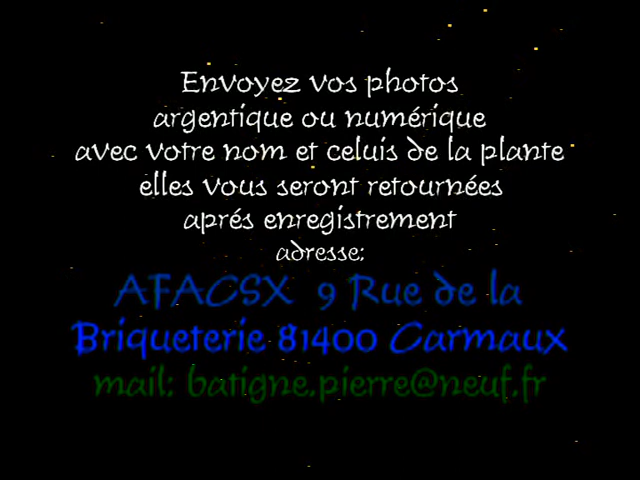 Envoyez vos photos
argentique ou numérique
avec votre nom et celuis de la plante
elles vous seront retournées
aprés enregistrement
adresse:
AFACSX 9 Rue de la
Briqueterie 81400 Carmaux
mail: batigne.pierre@neuf.fr